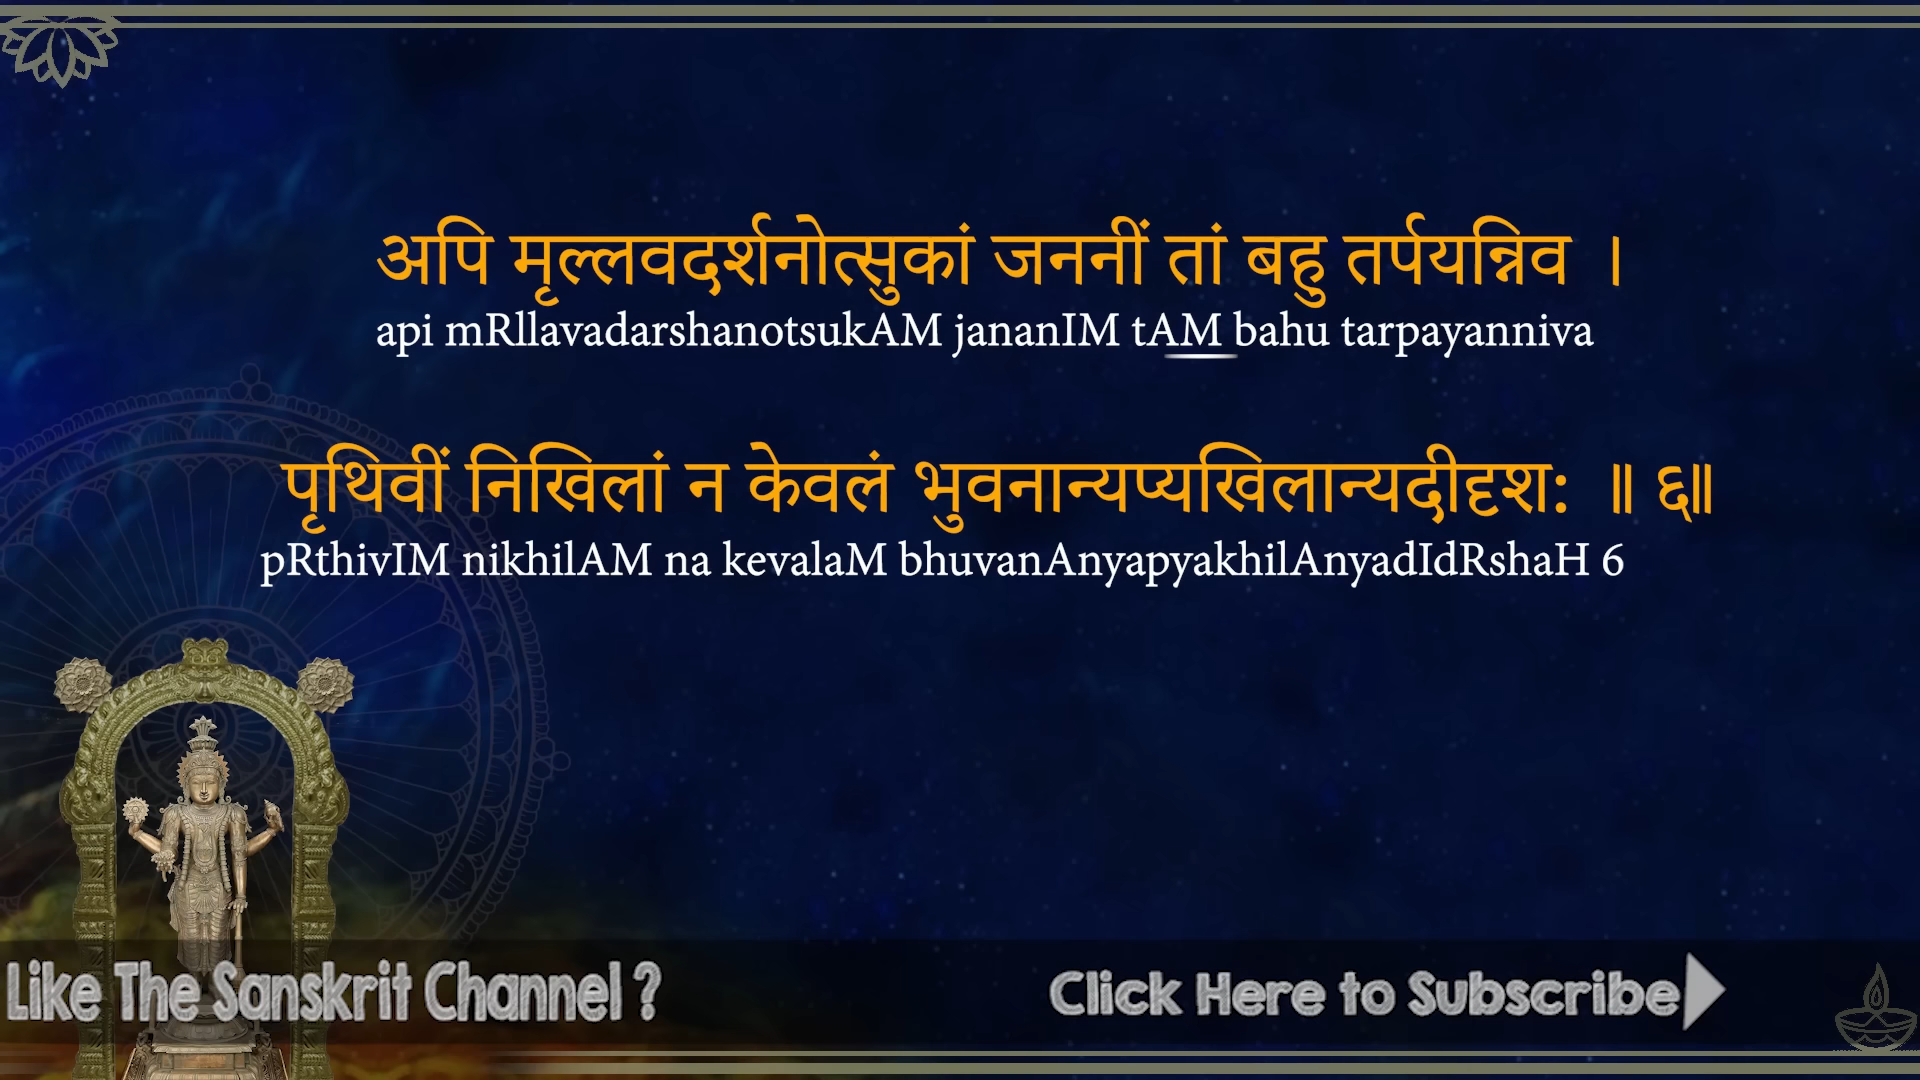 अपि मृल्लवदर्शनोत्सुकां जननीं तां बहु तर्पयन्निव ।
api mRllavadarshanotsukAM jananIM tAM bahu tarpayanniva
पृथिवीं निखिलां न केवलं भुवनान्यप्यखिलान्यदीदृशः ॥ ६॥
pRthivIM nikhilAM na kevalaM bhuvanAnyapyakhilAnyadIdRshaH 6
Like The Sanskrit Channel ?
Click Here to Subscribe